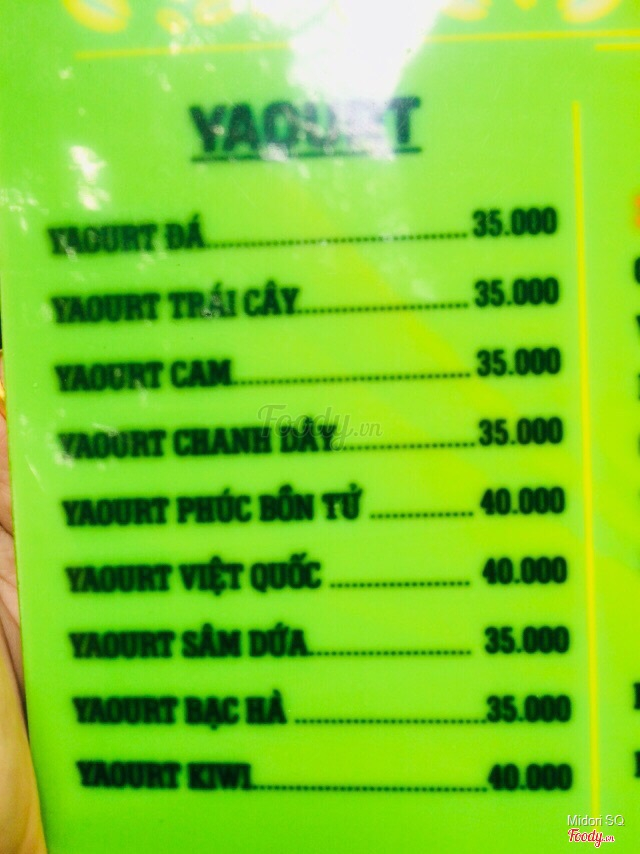 YAOURT
YAOURT ĐÁ........................ 35.000
YAOURT TRÁI CÂY................ 35.000
YAOURT CAM...................... 35.000
YAOURT CHANH DÂY............35.000
Foody.vn
YAOURT PHÚC BỒN TỬ ............ 40.000
YAOURT VIỆT QUỐC ................ 40.000
YAOURT SÂM DỨA.................. 35.000
YAOURT BẠC HÀ ......................35.000
YAOURT KIWI..........................40.000
Midori SQ
Foody.vn